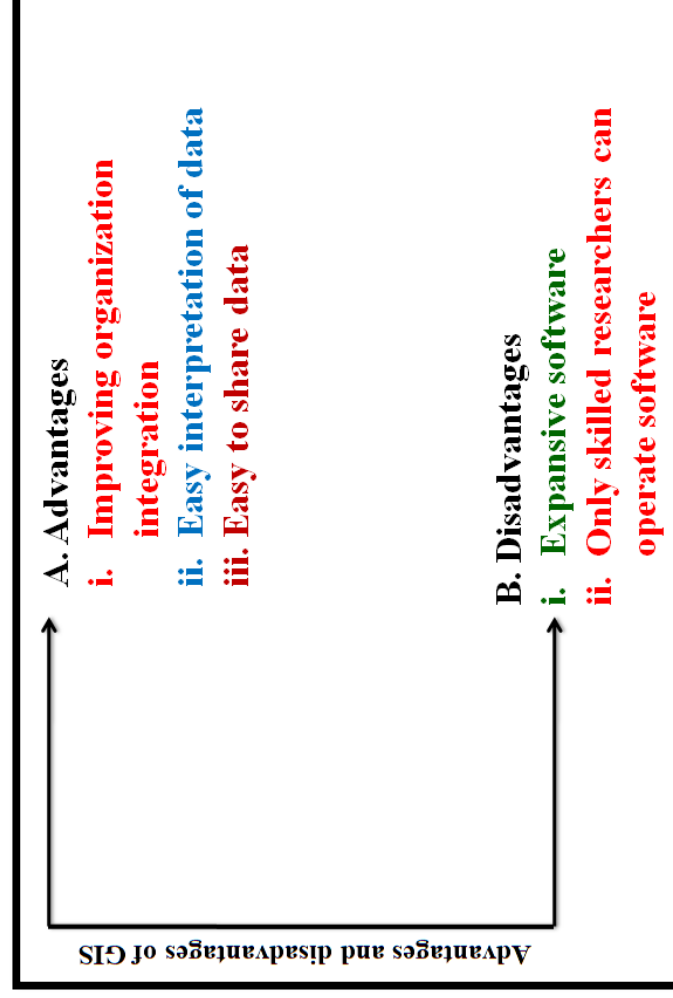 Advantages and disadvantages of GIS
A. Advantages
i. Improving organization
integration
ii. Easy interpretation of data
iii. Easy to share data
B. Disadvantages
i. Expansive software
ii. Only skilled researchers can
operate software